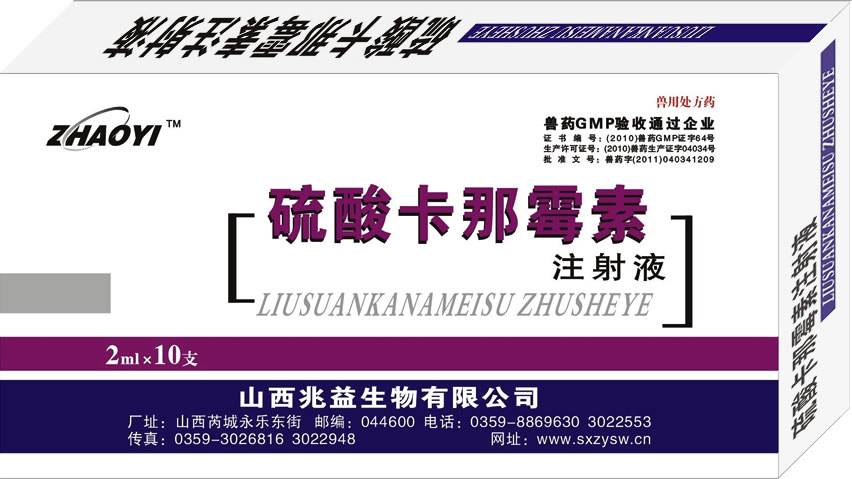 硫酸卡那霉素注射液
LIUSUANKANAMEISU ZHUSHEYE
ZHAOYI™
兽用处方药
兽药GMP验收通过企业
证书编号：(2010)兽药GMP证字64号
生产许可证号：(2010)兽药生产证字04034号
批准文号：兽药字(2011)040341209
硫酸卡那霉素
注射液
LIUSUANKANAMEISU ZHUSHEYE
2ml×10支
山西兆益生物有限公司
厂址：山西芮城永乐东街 邮编：044600 电话：0359-8869630 3022553
传真：0359-3026816 3022948 网址：www.sxzysw.cn
硫酸卡那霉素注射液
LIUSUANKANAMEISU ZHUSHEYE